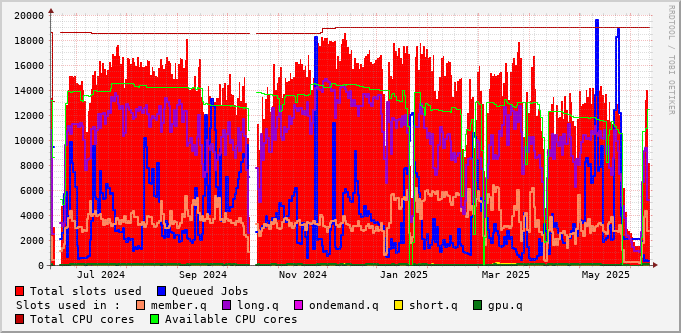 20000
18000
16000
14000
12000
10000
8000
6000
4000
2000
0
Jul 2024 Sep 2024 Nov 2024 Jan 2025 Mar 2025 May 2025
Total slots used Queued Jobs
Slots used in : member.q long.q ondemand.q short.q gpu.q
Total CPU cores Available CPU cores
RRDTOOL / TOBI OETIKER